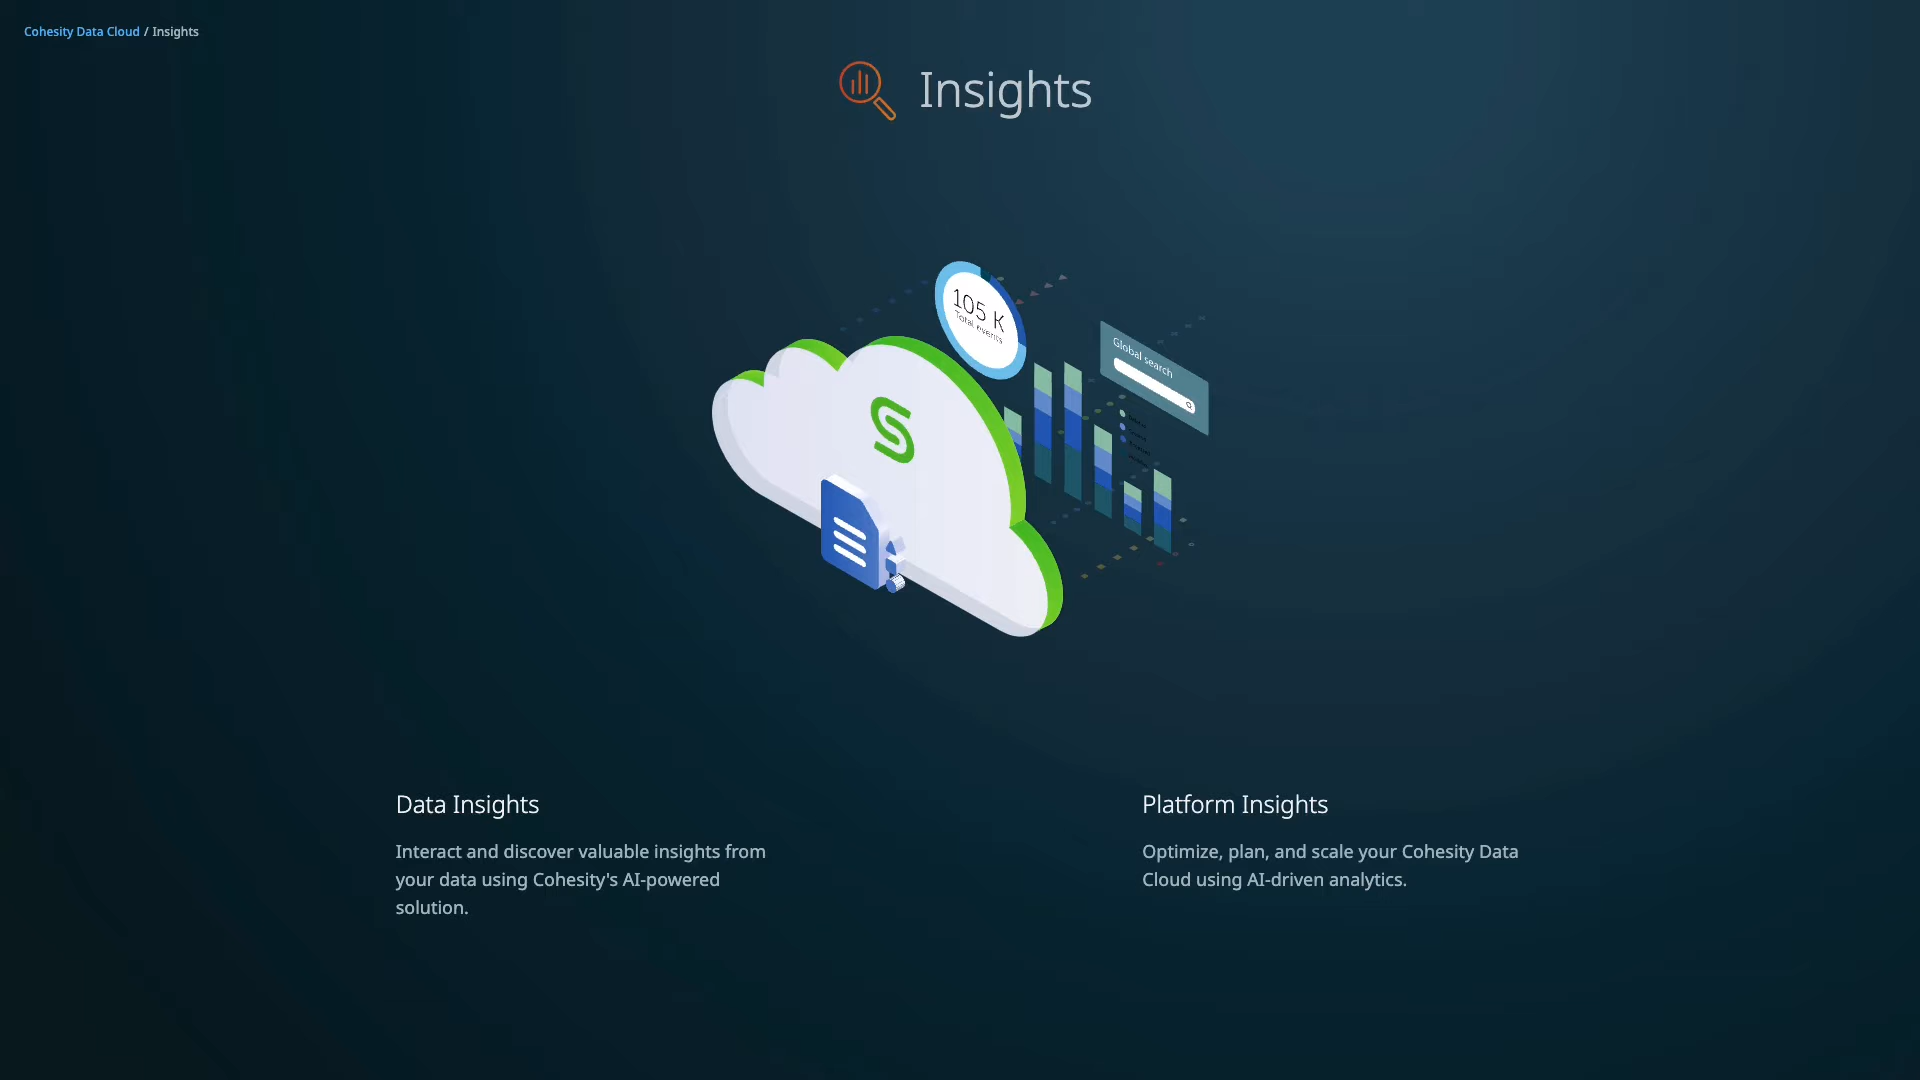 Cohesity Data Cloud / Insights
Insights
105 K
Total events
Global search
Data Insights
Interact and discover valuable insights from
your data using Cohesity's AI-powered
solution.
Platform Insights
Optimize, plan, and scale your Cohesity Data
Cloud using AI-driven analytics.